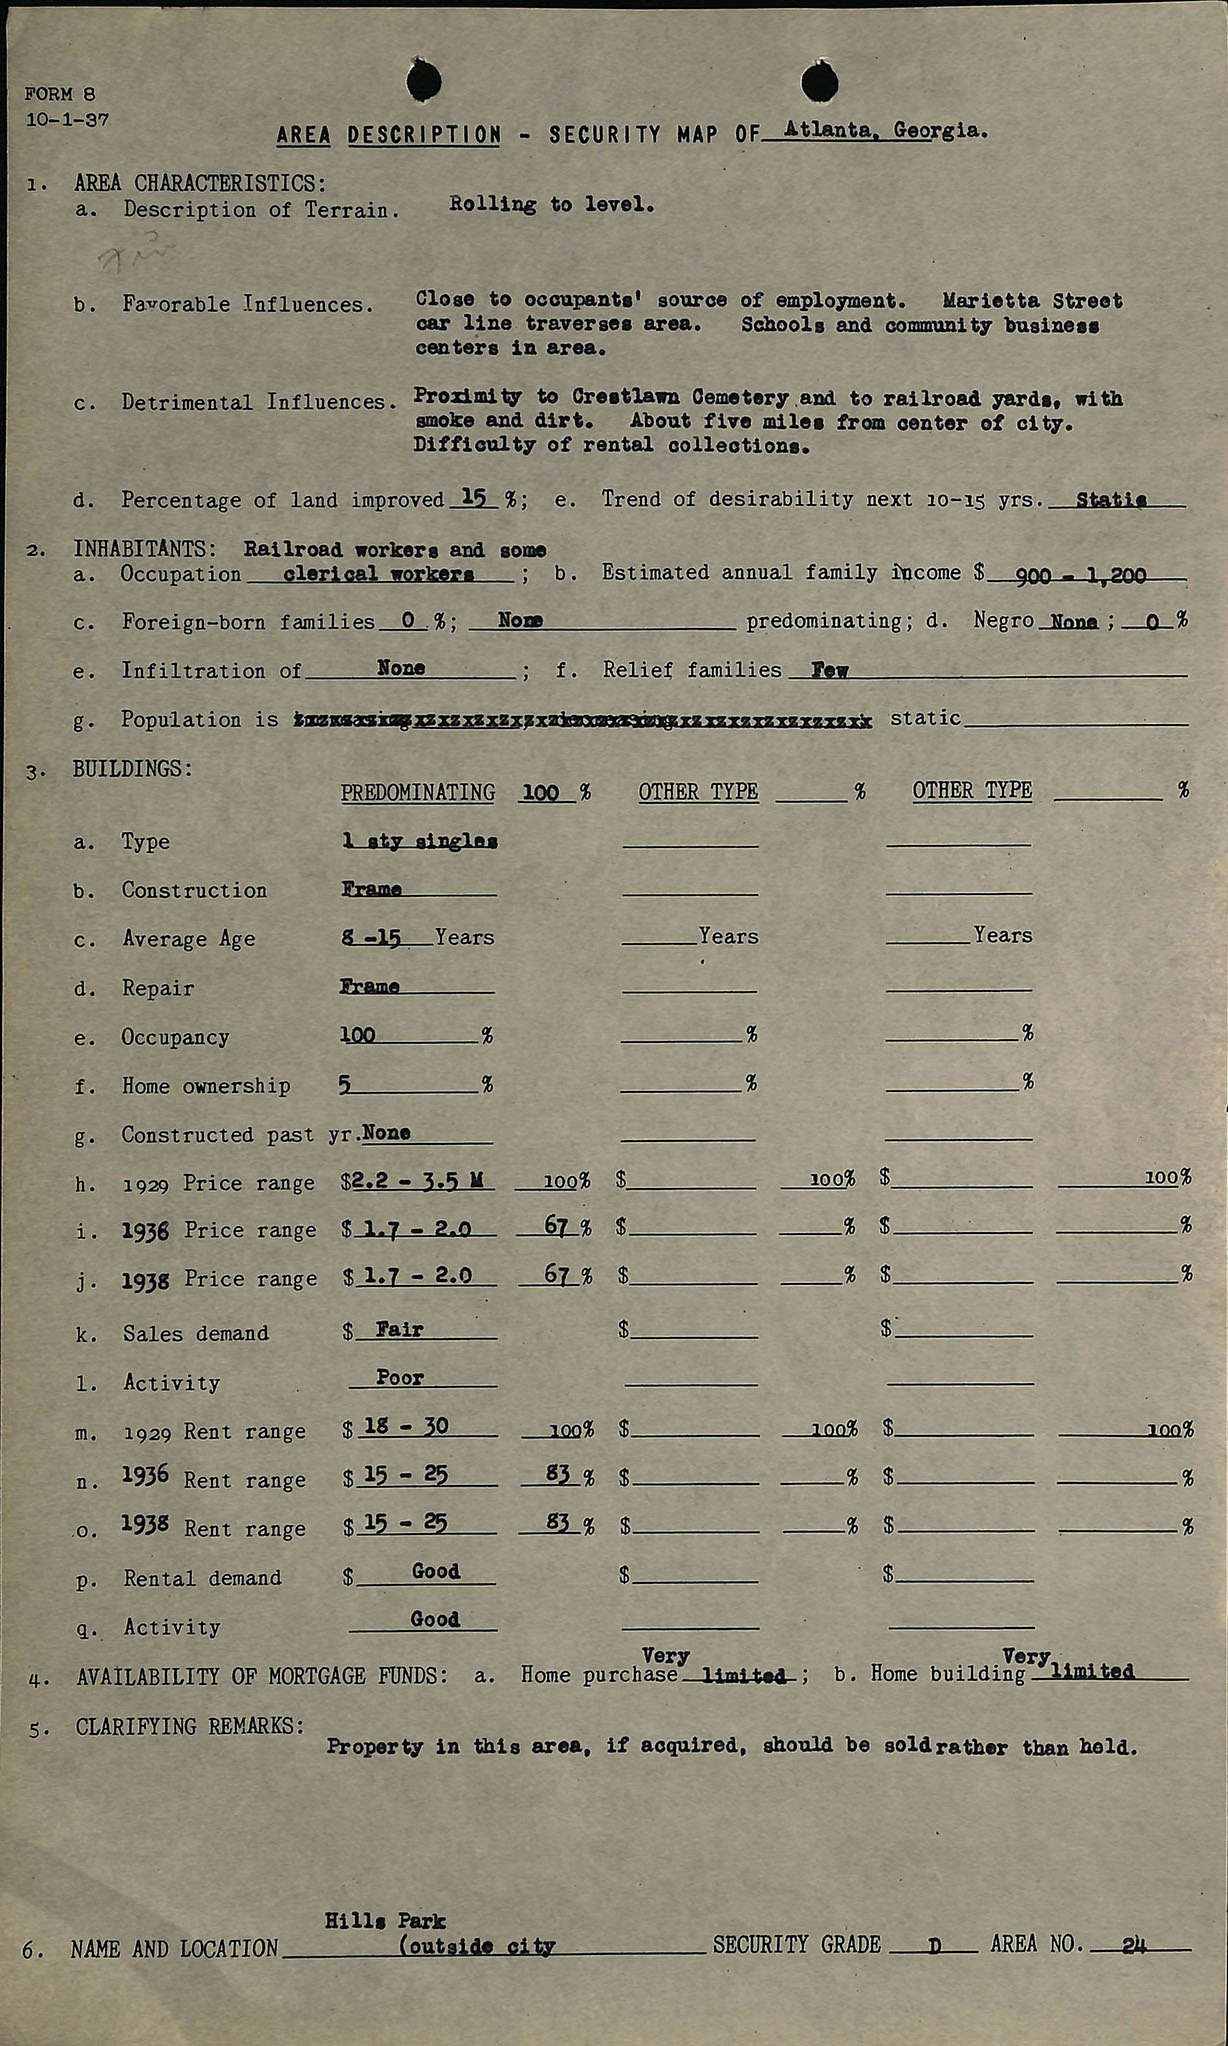 FORM 8
10-1-37
AREA DESCRIPTION - SECURITY MAP OF Atlanta, Georgia.
1. AREA CHARACTERISTICS:
a. Description of Terrain. Rolling to level.
b. Favorable Influences. Close to occupants' source of employment. Marietta Street
car line traverses area. Schools and community business
centers in area.
c. Detrimental Influences. Proximity to Crestlawn Cemetery and to railroad yards, with
smoke and dirt. About five miles from center of city.
Difficulty of rental collections.
d. Percentage of land improved 15 %; e. Trend of desirability next 10-15 yrs. Static
2. INHABITANTS: Railroad workers and some
a. Occupation clerical workers ; b. Estimated annual family income $ 900 - 1,200
c. Foreign-born families 0 %; None predominating; d. Negro None ; 0 %
e. Infiltration of None ; f. Relief families Few
g. Population is static
3. BUILDINGS:
PREDOMINATING 100 % OTHER TYPE % OTHER TYPE %
a. Type 1 sty singles
b. Construction Frame
c. Average Age 8 -15 Years Years Years
d. Repair Frame
e. Occupancy 100 % % %
f. Home ownership 5 % % %
g. Constructed past yr. None
h. 1929 Price range $2.2 - 3.5 M 100% $ 100% $ 100%
i. 1936 Price range $ 1.7 - 2.0 67 % $ % $ %
j. 1938 Price range $ 1.7 - 2.0 67 % $ % $ %
k. Sales demand $ Fair $ $
l. Activity Poor
m. 1929 Rent range $ 18 - 30 100% $ 100% $ 100%
n. 1936 Rent range $ 15 - 25 83 % $ % $ %
o. 1938 Rent range $ 15 - 25 83 % $ % $ %
p. Rental demand $ Good $ $
q. Activity Good
Very Very
4. AVAILABILITY OF MORTGAGE FUNDS: a. Home purchase limited ; b. Home building limited
5. CLARIFYING REMARKS:
Property in this area, if acquired, should be sold rather than held.
Hills Park
6. NAME AND LOCATION (outside city SECURITY GRADE D AREA NO. 24